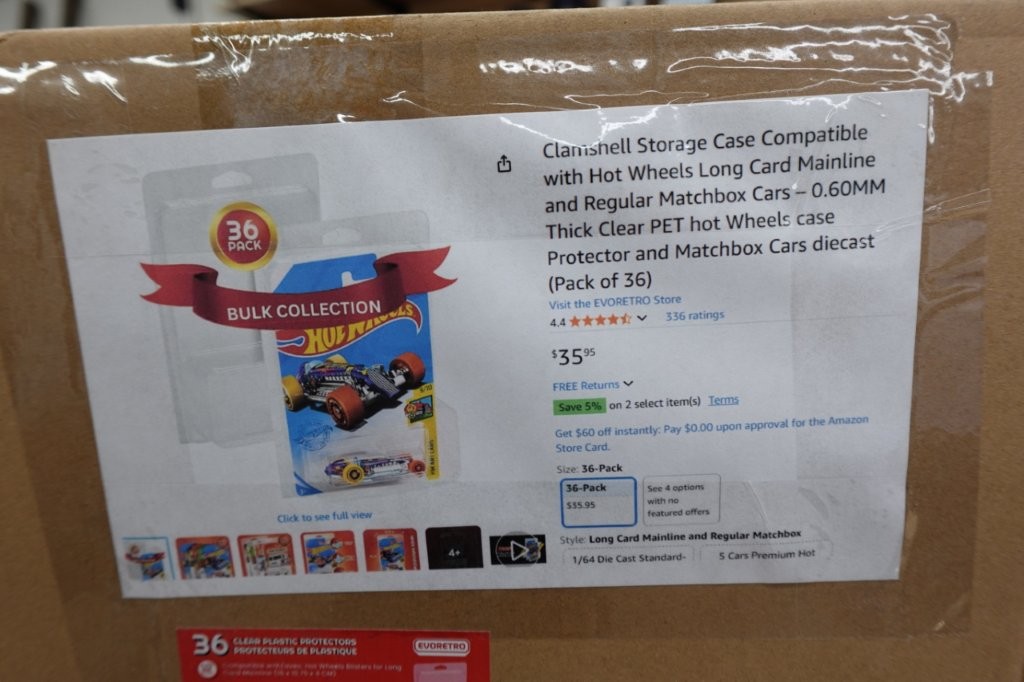 36
PACK
BULK COLLECTION
HOT WHEELS
Click to see full view
4+
Clamshell Storage Case Compatible
with Hot Wheels Long Card Mainline
and Regular Matchbox Cars – 0.60MM
Thick Clear PET hot Wheels case
Protector and Matchbox Cars diecast
(Pack of 36)
Visit the EVORETRO Store
4.4 336 ratings
$35 95
FREE Returns
Save 5% on 2 select item(s) Terms
Get $60 off instantly: Pay $0.00 upon approval for the Amazon
Store Card.
Size: 36-Pack
36-Pack
$35.95
See 4 options
with no
featured offers
Style: Long Card Mainline and Regular Matchbox
1/64 Die Cast Standard-
5 Cars Premium Hot
36 CLEAR PLASTIC PROTECTORS
PROTECTEURS DE PLASTIQUE
EVORETRO